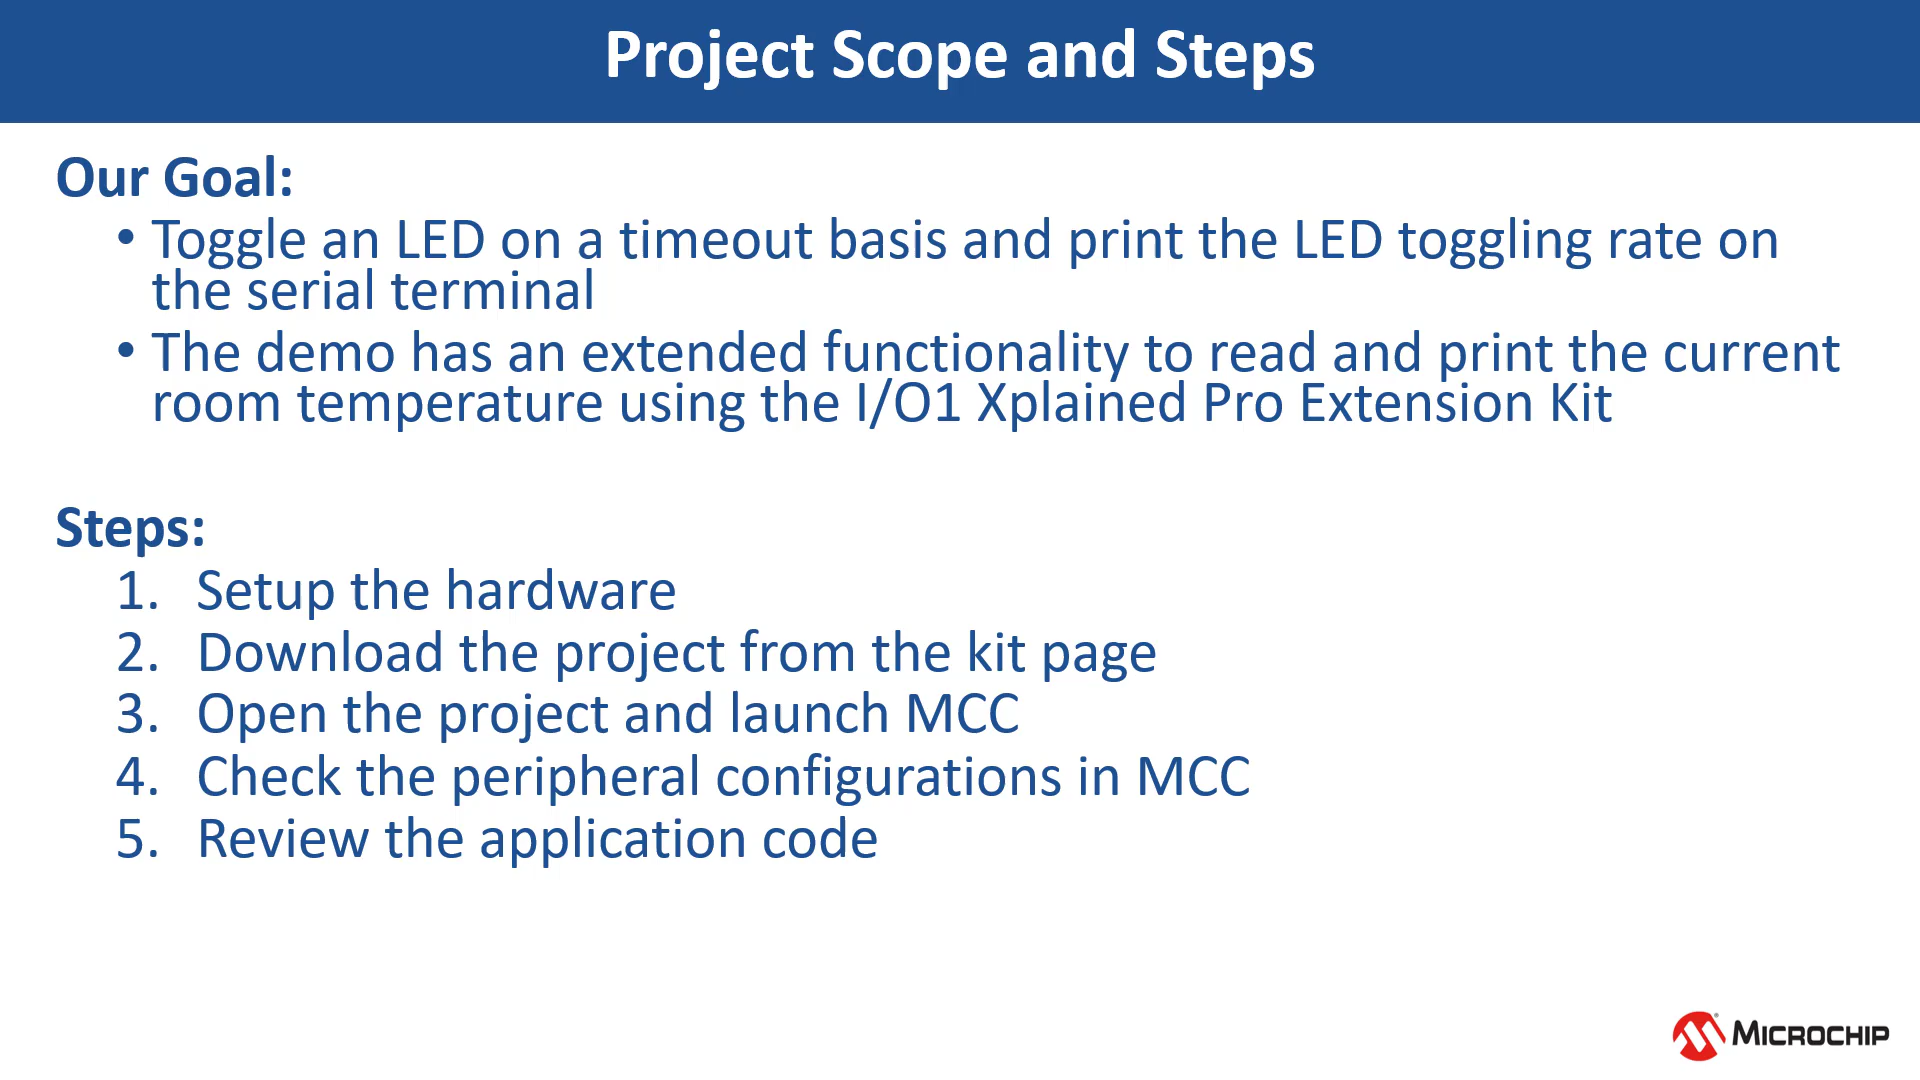 Project Scope and Steps
Our Goal:
• Toggle an LED on a timeout basis and print the LED toggling rate on
the serial terminal
• The demo has an extended functionality to read and print the current
room temperature using the I/O1 Xplained Pro Extension Kit
Steps:
1. Setup the hardware
2. Download the project from the kit page
3. Open the project and launch MCC
4. Check the peripheral configurations in MCC
5. Review the application code
MICROCHIP